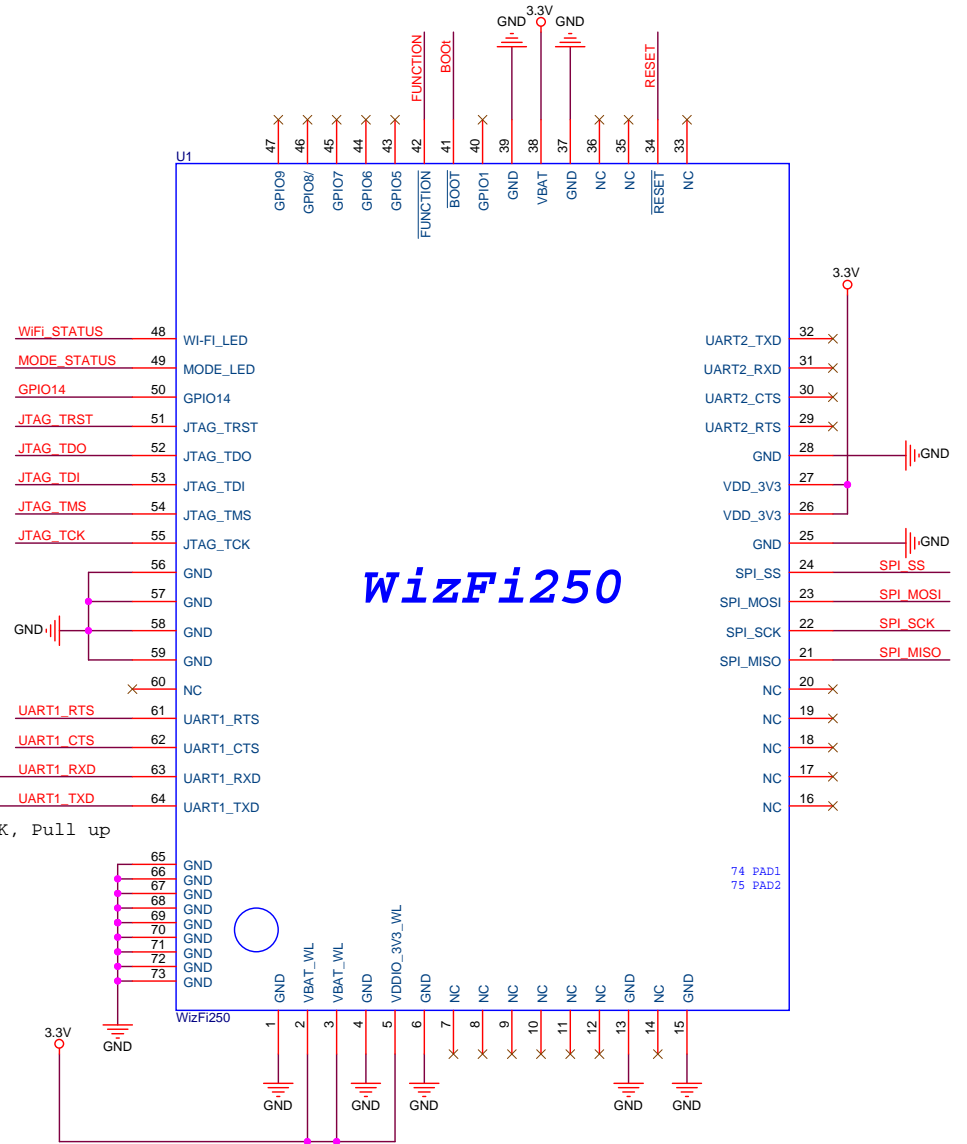 3.3V
GND GND
FUNCTION
BOOt
RESET
47 46 45 44 43 42 41 40 39 38 37 36 35 34 33
U1
GPIO9 GPIO8/ GPIO7 GPIO6 GPIO5 FUNCTION BOOT GPIO1 GND VBAT GND NC NC RESET NC
3.3V
WiFi_STATUS 48 WI-FI_LED
MODE_STATUS 49 MODE_LED
GPIO14 50 GPIO14
JTAG_TRST 51 JTAG_TRST
JTAG_TDO 52 JTAG_TDO
JTAG_TDI 53 JTAG_TDI
JTAG_TMS 54 JTAG_TMS
JTAG_TCK 55 JTAG_TCK
56 GND
57 GND
GND 58 GND
59 GND
60 NC
UART1_RTS 61 UART1_RTS
UART1_CTS 62 UART1_CTS
UART1_RXD 63 UART1_RXD
UART1_TXD 64 UART1_TXD
K, Pull up
65 GND
66 GND
67 GND
68 GND
69 GND
70 GND
71 GND
72 GND
73 GND
GND
WizFi250
UART2_TXD 32
UART2_RXD 31
UART2_CTS 30
UART2_RTS 29
GND 28 GND
VDD_3V3 27
VDD_3V3 26
GND 25 GND
SPI_SS 24 SPI_SS
SPI_MOSI 23 SPI_MOSI
SPI_SCK 22 SPI_SCK
SPI_MISO 21 SPI_MISO
NC 20
NC 19
NC 18
NC 17
NC 16
74 PAD1
75 PAD2
GND VBAT_WL VBAT_WL GND VDDIO_3V3_WL GND NC NC NC NC NC NC GND NC GND
WizFi250
1 2 3 4 5 6 7 8 9 10 11 12 13 14 15
3.3V
GND GND GND GND GND